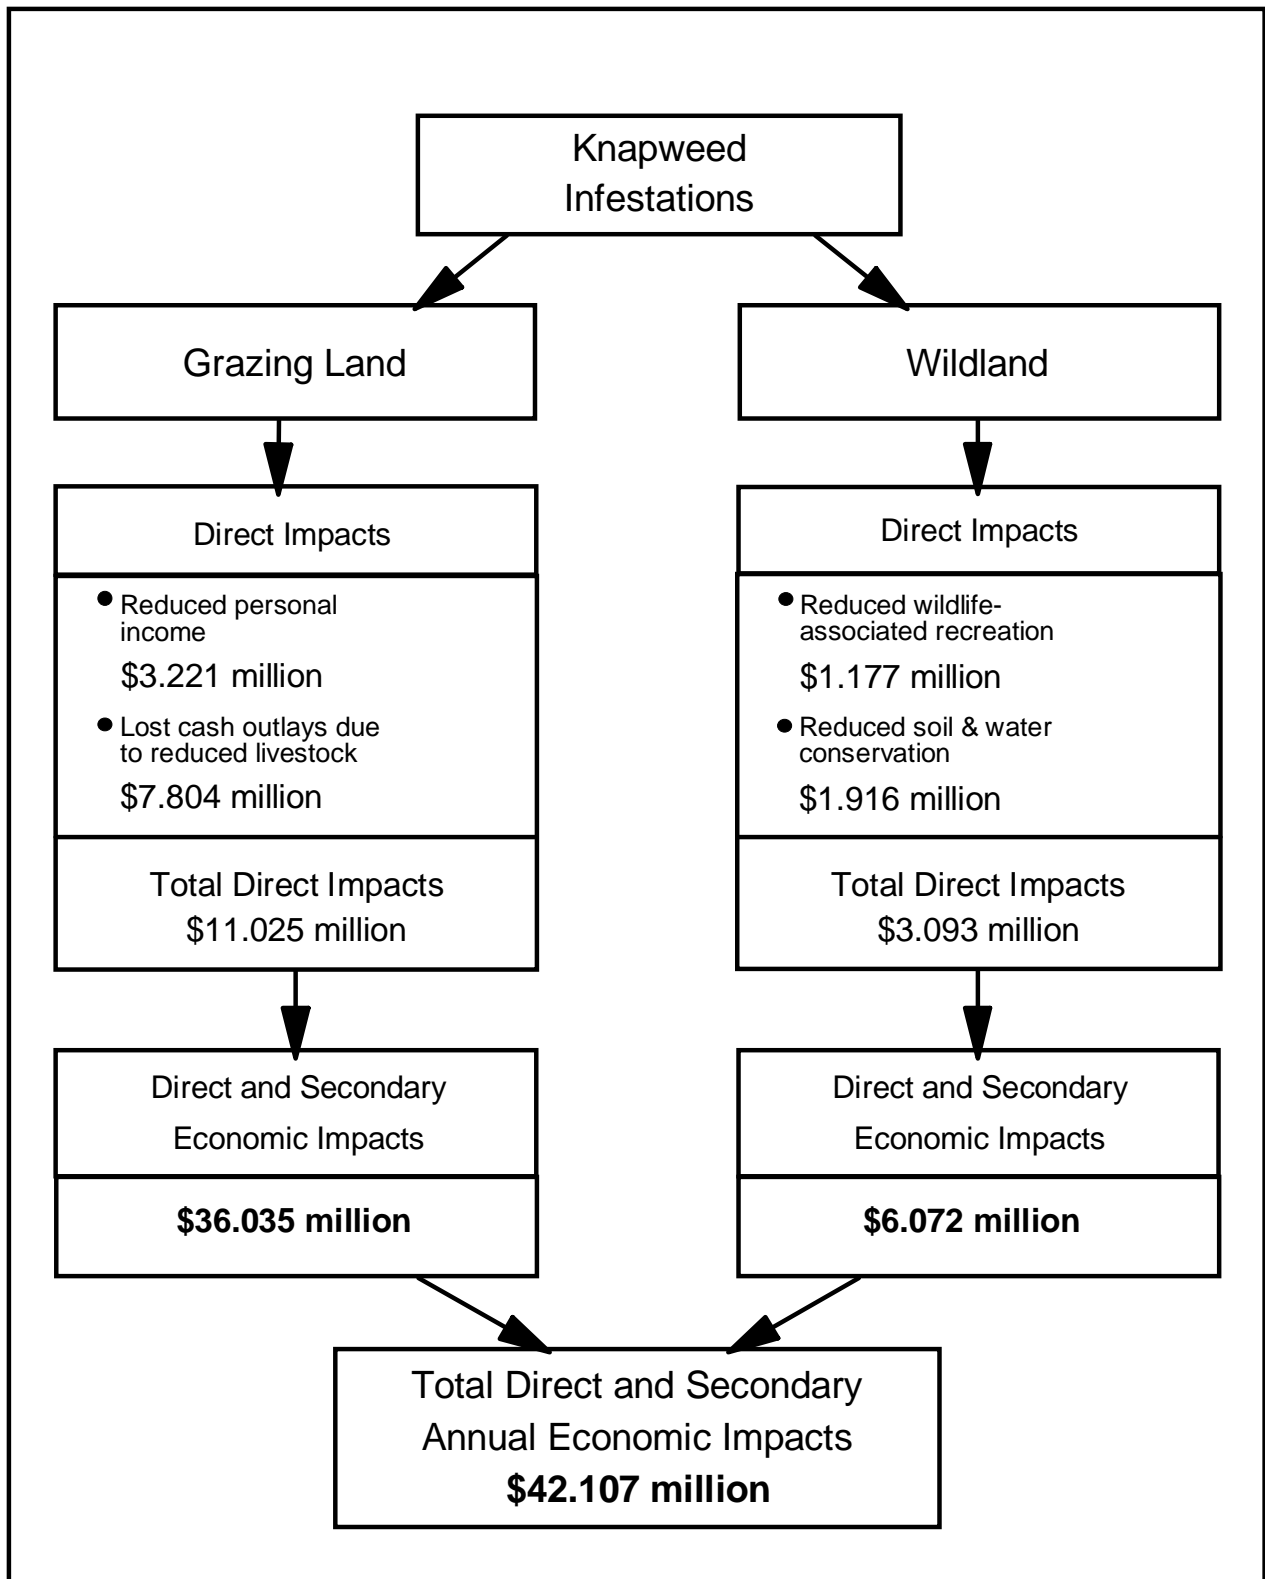 Knapweed
Infestations
Grazing Land
Direct Impacts
• Reduced personal
income
$3.221 million
• Lost cash outlays due
to reduced livestock
$7.804 million
Total Direct Impacts
$11.025 million
Direct and Secondary
Economic Impacts
$36.035 million
Wildland
Direct Impacts
• Reduced wildlife-
associated recreation
$1.177 million
• Reduced soil & water
conservation
$1.916 million
Total Direct Impacts
$3.093 million
Direct and Secondary
Economic Impacts
$6.072 million
Total Direct and Secondary
Annual Economic Impacts
$42.107 million